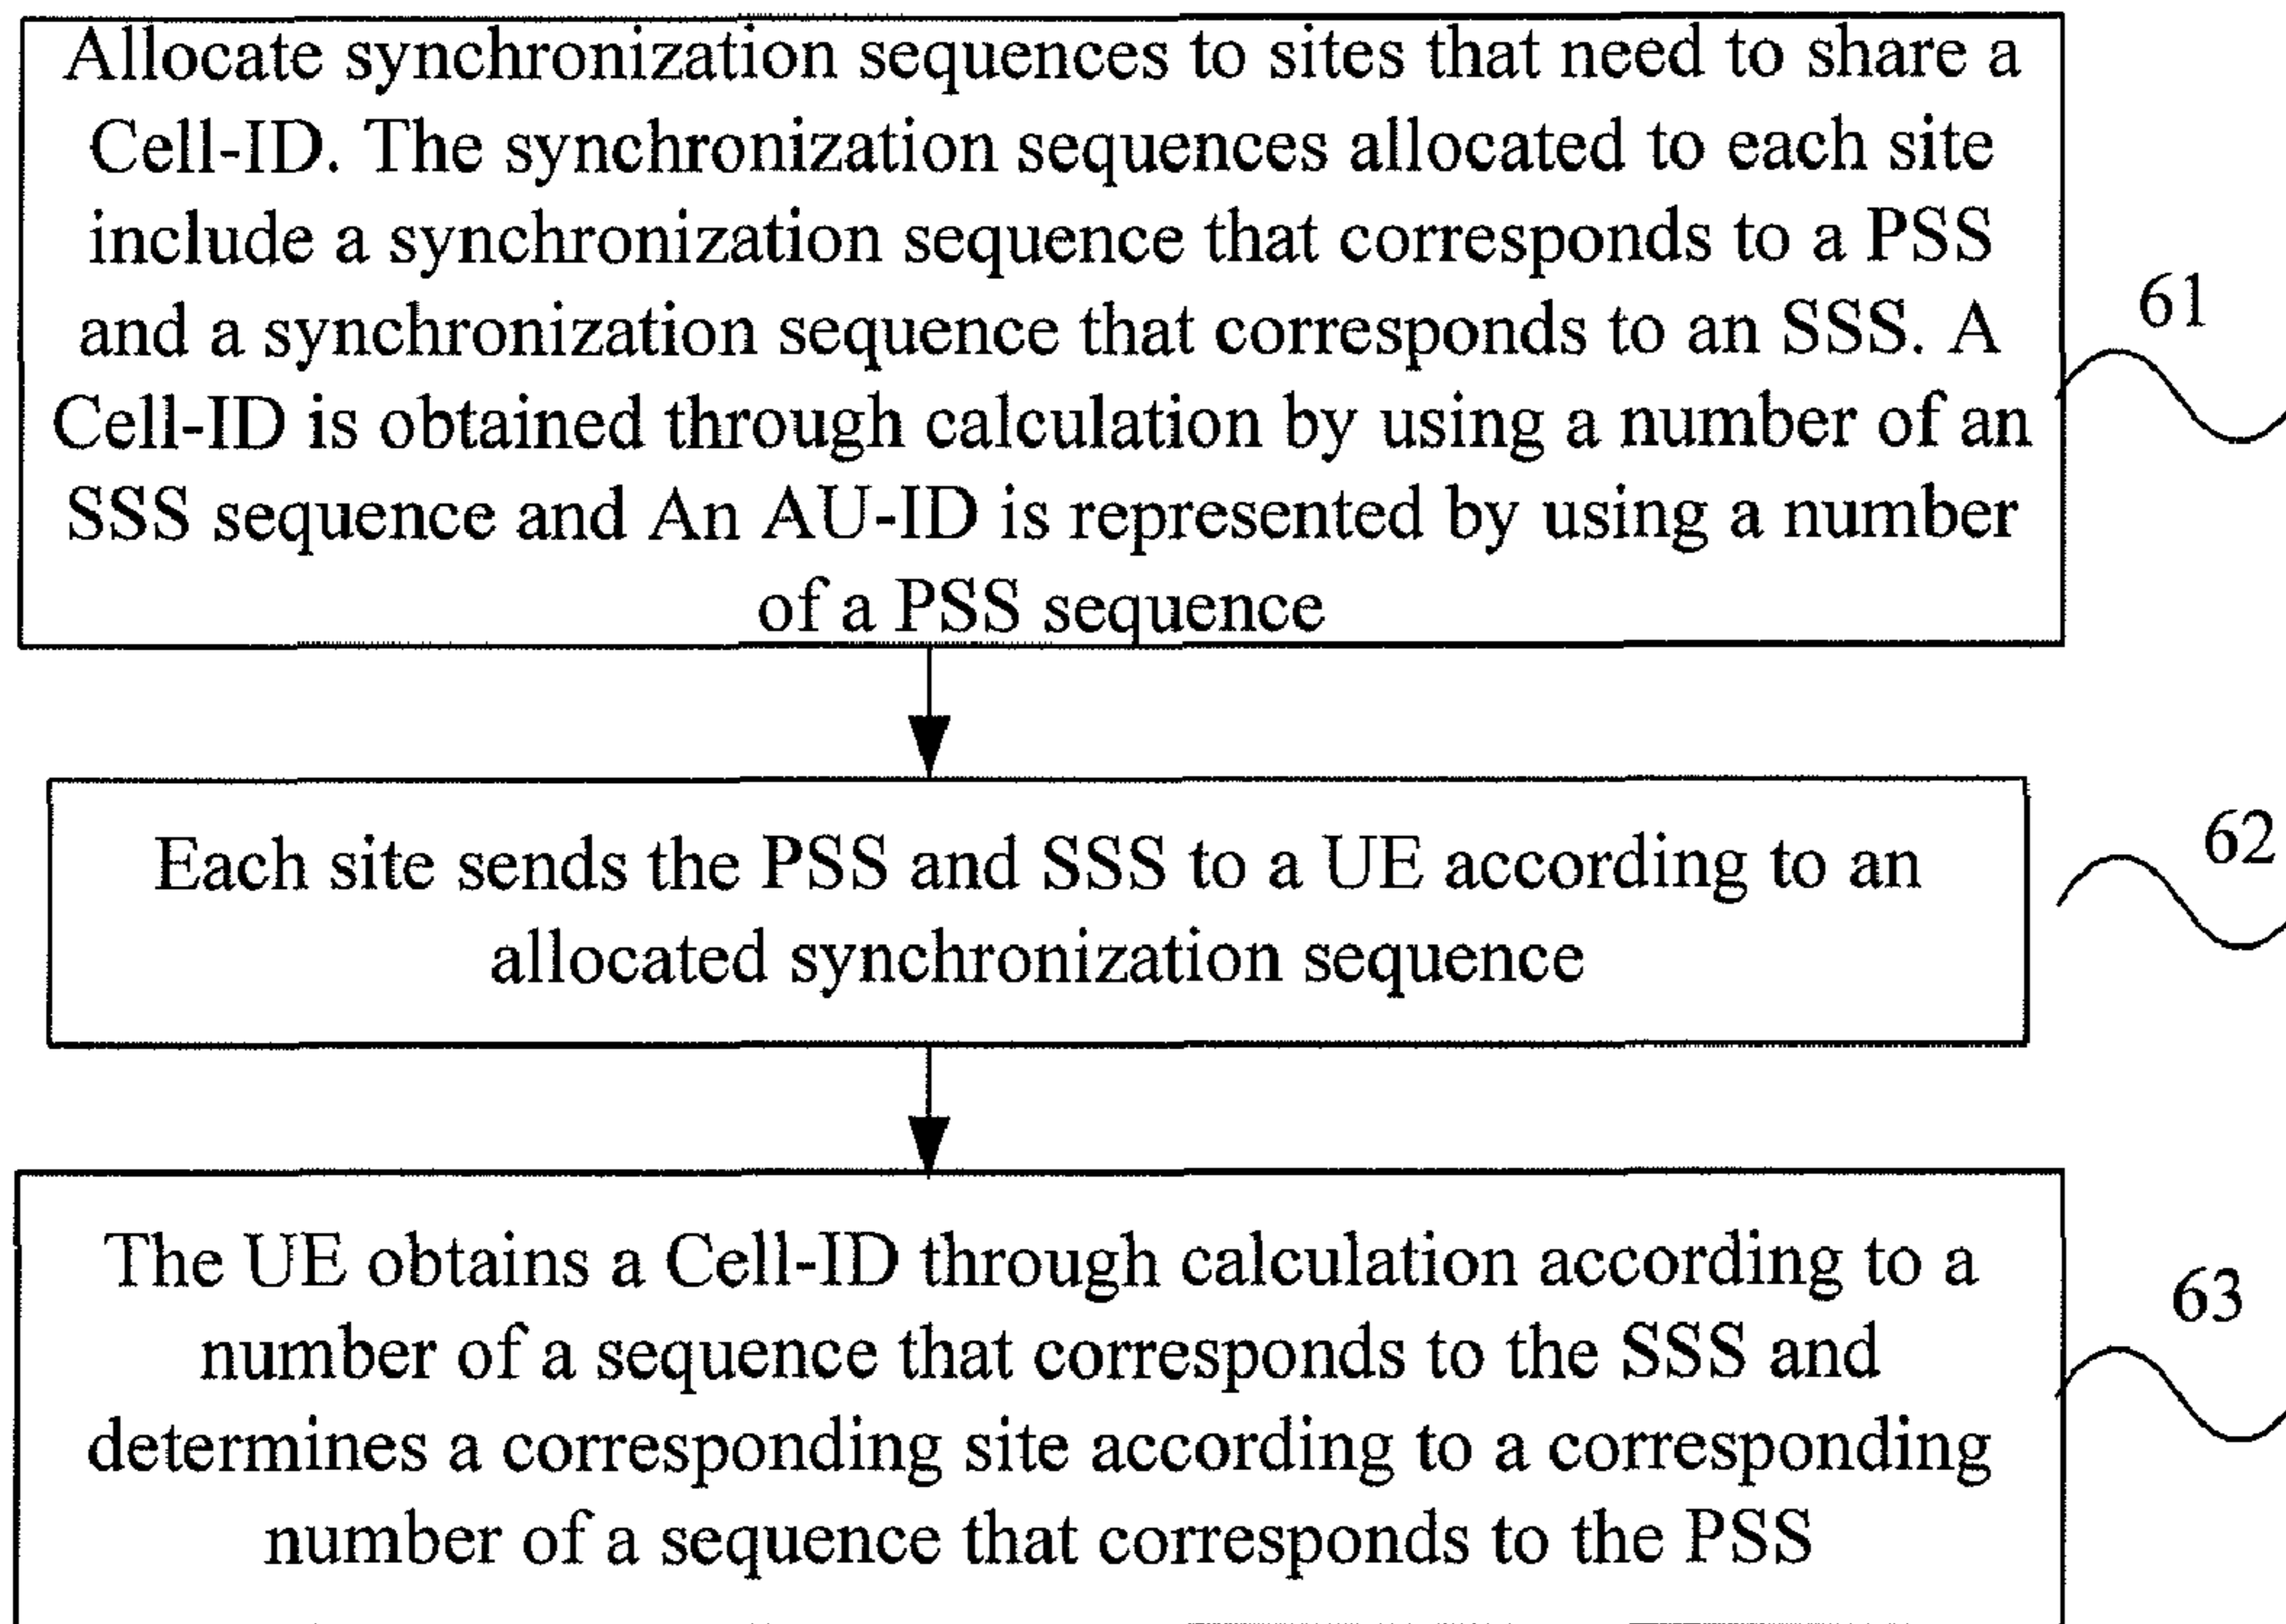 Allocate synchronization sequences to sites that need to share a
Cell-ID. The synchronization sequences allocated to each site
include a synchronization sequence that corresponds to a PSS
and a synchronization sequence that corresponds to an SSS. A
Cell-ID is obtained through calculation by using a number of an
SSS sequence and An AU-ID is represented by using a number
of a PSS sequence
61
Each site sends the PSS and SSS to a UE according to an
allocated synchronization sequence
62
The UE obtains a Cell-ID through calculation according to a
number of a sequence that corresponds to the SSS and
determines a corresponding site according to a corresponding
number of a sequence that corresponds to the PSS
63